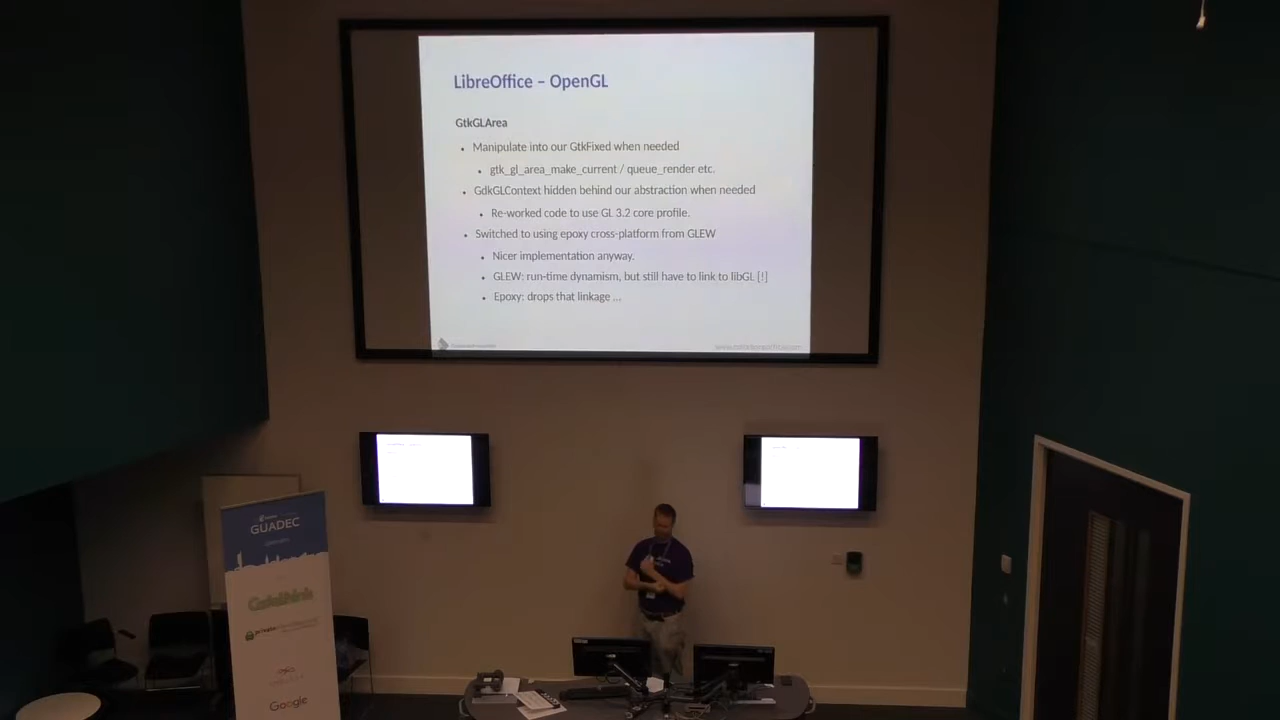 LibreOffice – OpenGL
GtkGLArea
• Manipulate into our GtkFixed when needed
• gtk_gl_area_make_current / queue_render etc.
• GdkGLContext hidden behind our abstraction when needed
• Re-worked code to use GL 3.2 core profile.
• Switched to using epoxy cross-platform from GLEW
• Nicer implementation anyway.
• GLEW: run-time dynamism, but still have to link to libGL [!]
• Epoxy: drops that linkage ...
GUADEC
Codethink
Google